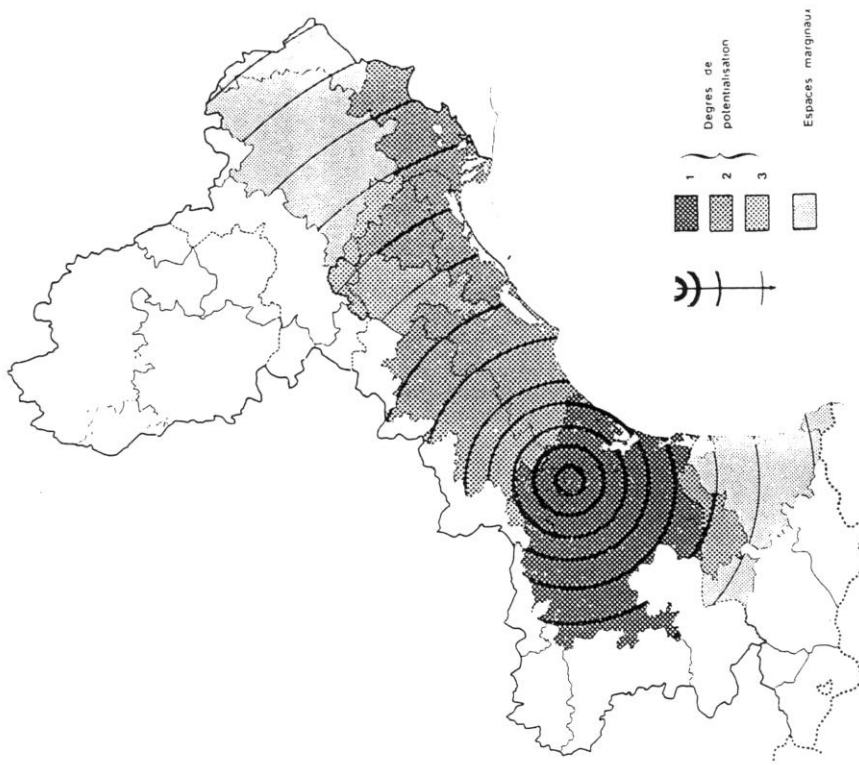 1
2
3
Degres de
potentialisation
Espaces marginaux